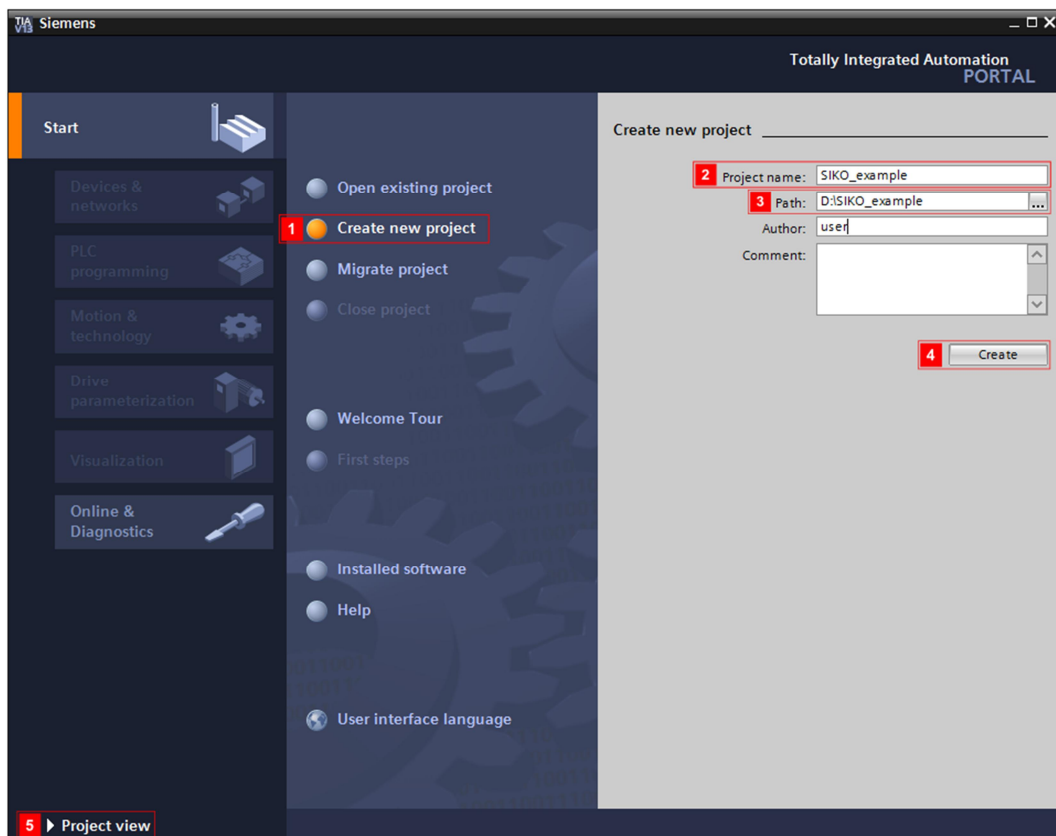 TIA
V13
Siemens
Totally Integrated Automation
PORTAL
Start
Devices &
networks
PLC
programming
Motion &
technology
Drive
parameterization
Visualization
Online &
Diagnostics
Open existing project
1
Create new project
Migrate project
Close project
Welcome Tour
First steps
Installed software
Help
User interface language
Create new project
2 Project name: SIKO_example
3 Path: D:\SIKO_example ...
Author: user
Comment:
4 Create
5 Project view